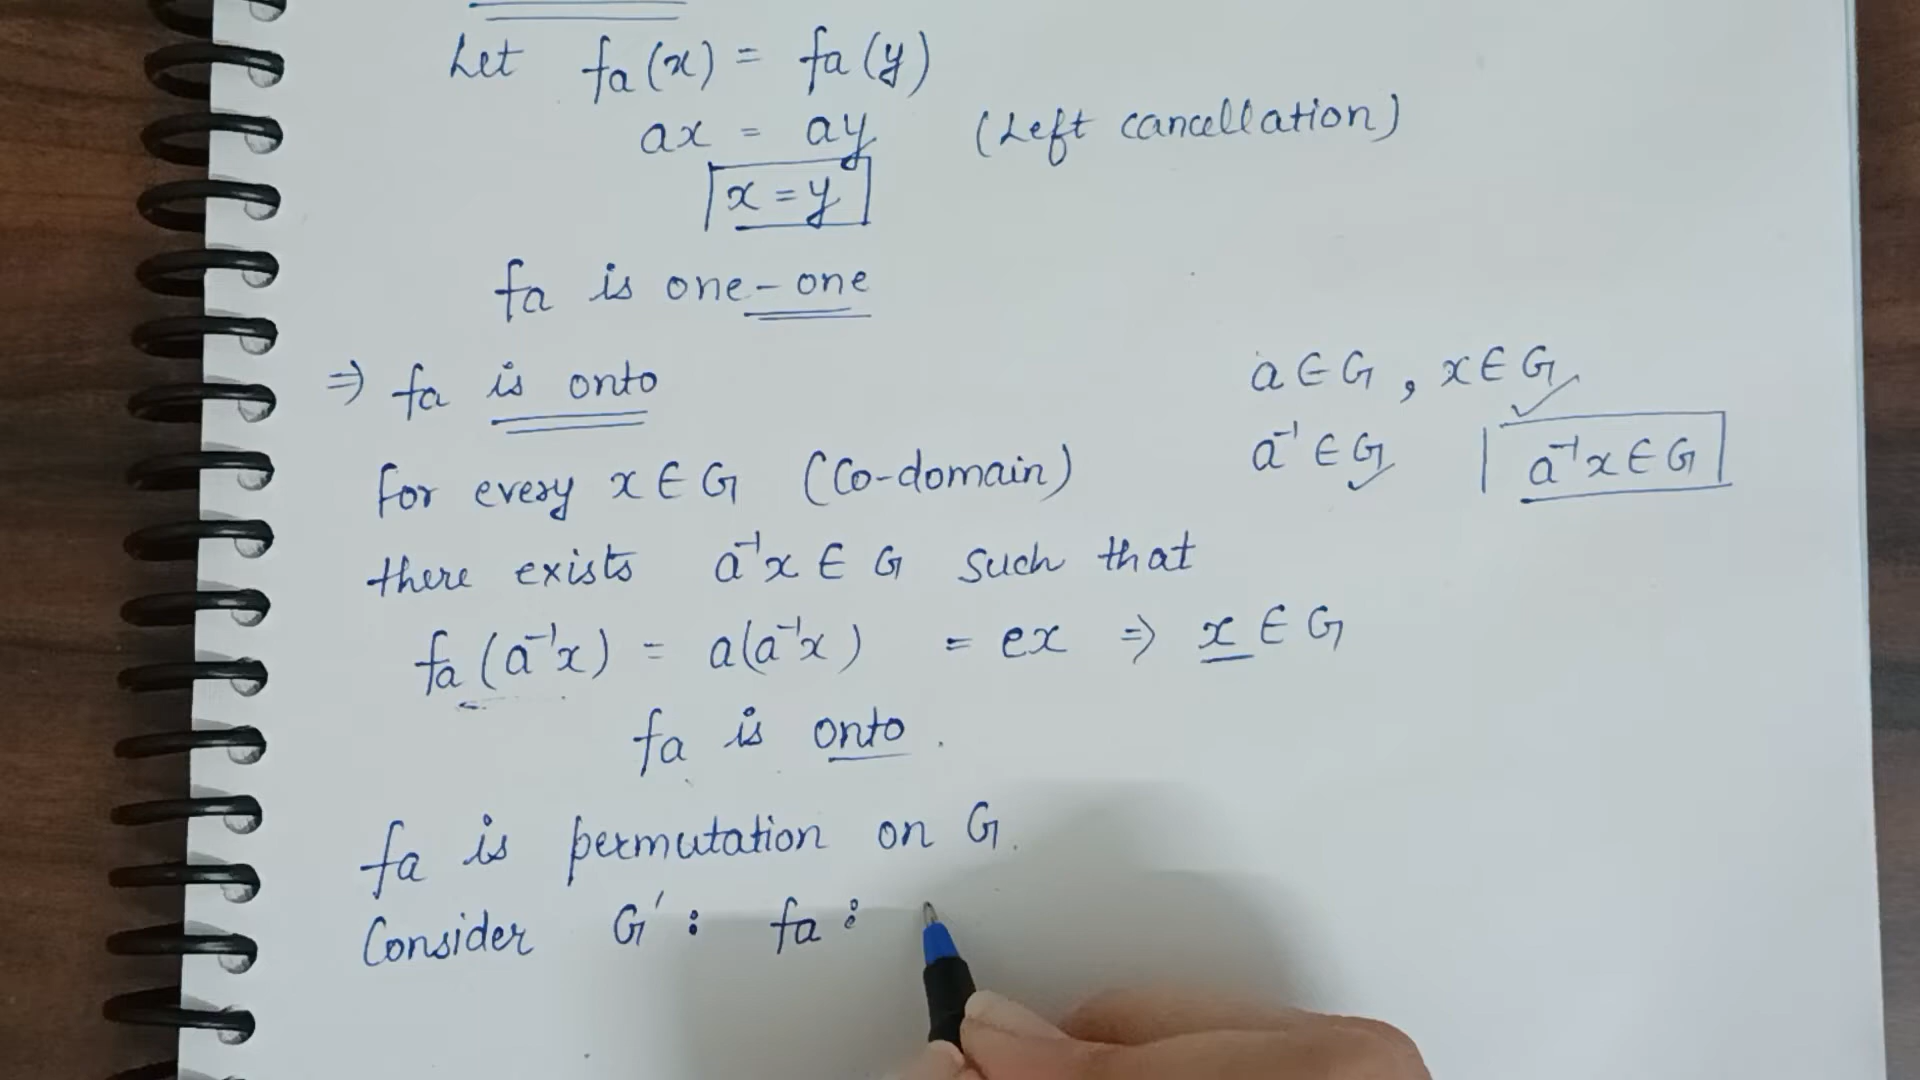 Let fa(x) = fa(y)
ax = ay (Left cancellation)
x = y
fa is one-one
⇒ fa is onto
a ∈ G, x ∈ G
a⁻¹ ∈ G a⁻¹x ∈ G
For every x ∈ G (Co-domain)
there exists a⁻¹x ∈ G such that
fa(a⁻¹x) = a(a⁻¹x) = ex ⇒ x ∈ G
fa is onto.
fa is permutation on G.
Consider G': fa: